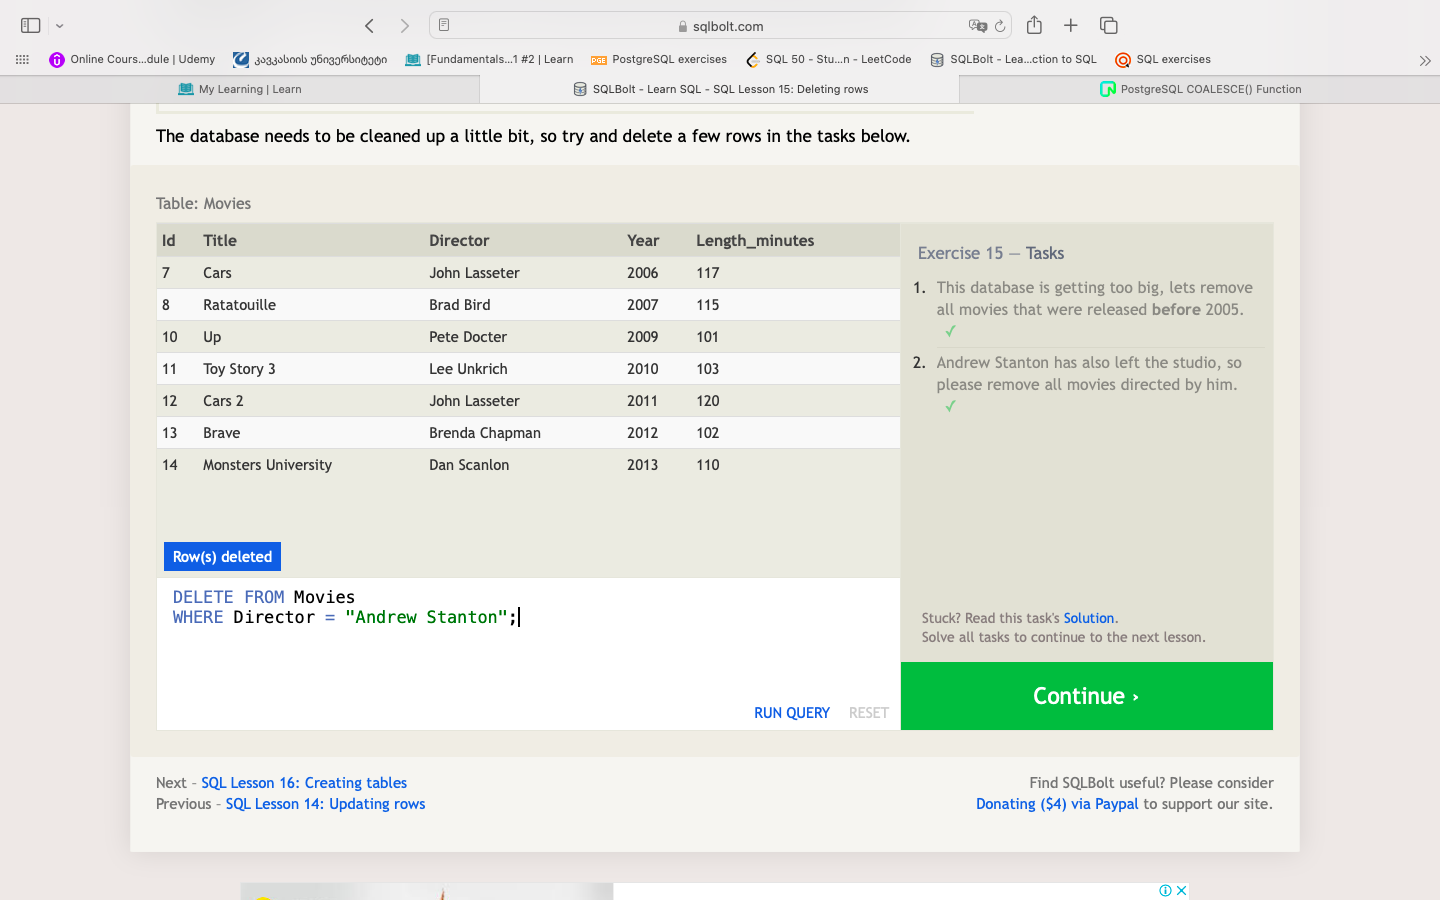 sqlbolt.com
Online Cours...dule | Udemy
კავკასიის უნივერსიტეტი
[Fundamentals...1 #2 | Learn
PGE PostgreSQL exercises
SQL 50 - Stu...n - LeetCode
SQLBolt - Lea...ction to SQL
SQL exercises
My Learning | Learn
SQLBolt - Learn SQL - SQL Lesson 15: Deleting rows
PostgreSQL COALESCE() Function
The database needs to be cleaned up a little bit, so try and delete a few rows in the tasks below.
Table: Movies
Id Title Director Year Length_minutes
7 Cars John Lasseter 2006 117
8 Ratatouille Brad Bird 2007 115
10 Up Pete Docter 2009 101
11 Toy Story 3 Lee Unkrich 2010 103
12 Cars 2 John Lasseter 2011 120
13 Brave Brenda Chapman 2012 102
14 Monsters University Dan Scanlon 2013 110
Row(s) deleted
DELETE FROM Movies
WHERE Director = "Andrew Stanton";
RUN QUERY RESET
Exercise 15 — Tasks
1. This database is getting too big, lets remove
all movies that were released before 2005.
✓
2. Andrew Stanton has also left the studio, so
please remove all movies directed by him.
✓
Stuck? Read this task's Solution.
Solve all tasks to continue to the next lesson.
Continue ›
Next – SQL Lesson 16: Creating tables
Previous – SQL Lesson 14: Updating rows
Find SQLBolt useful? Please consider
Donating ($4) via Paypal to support our site.